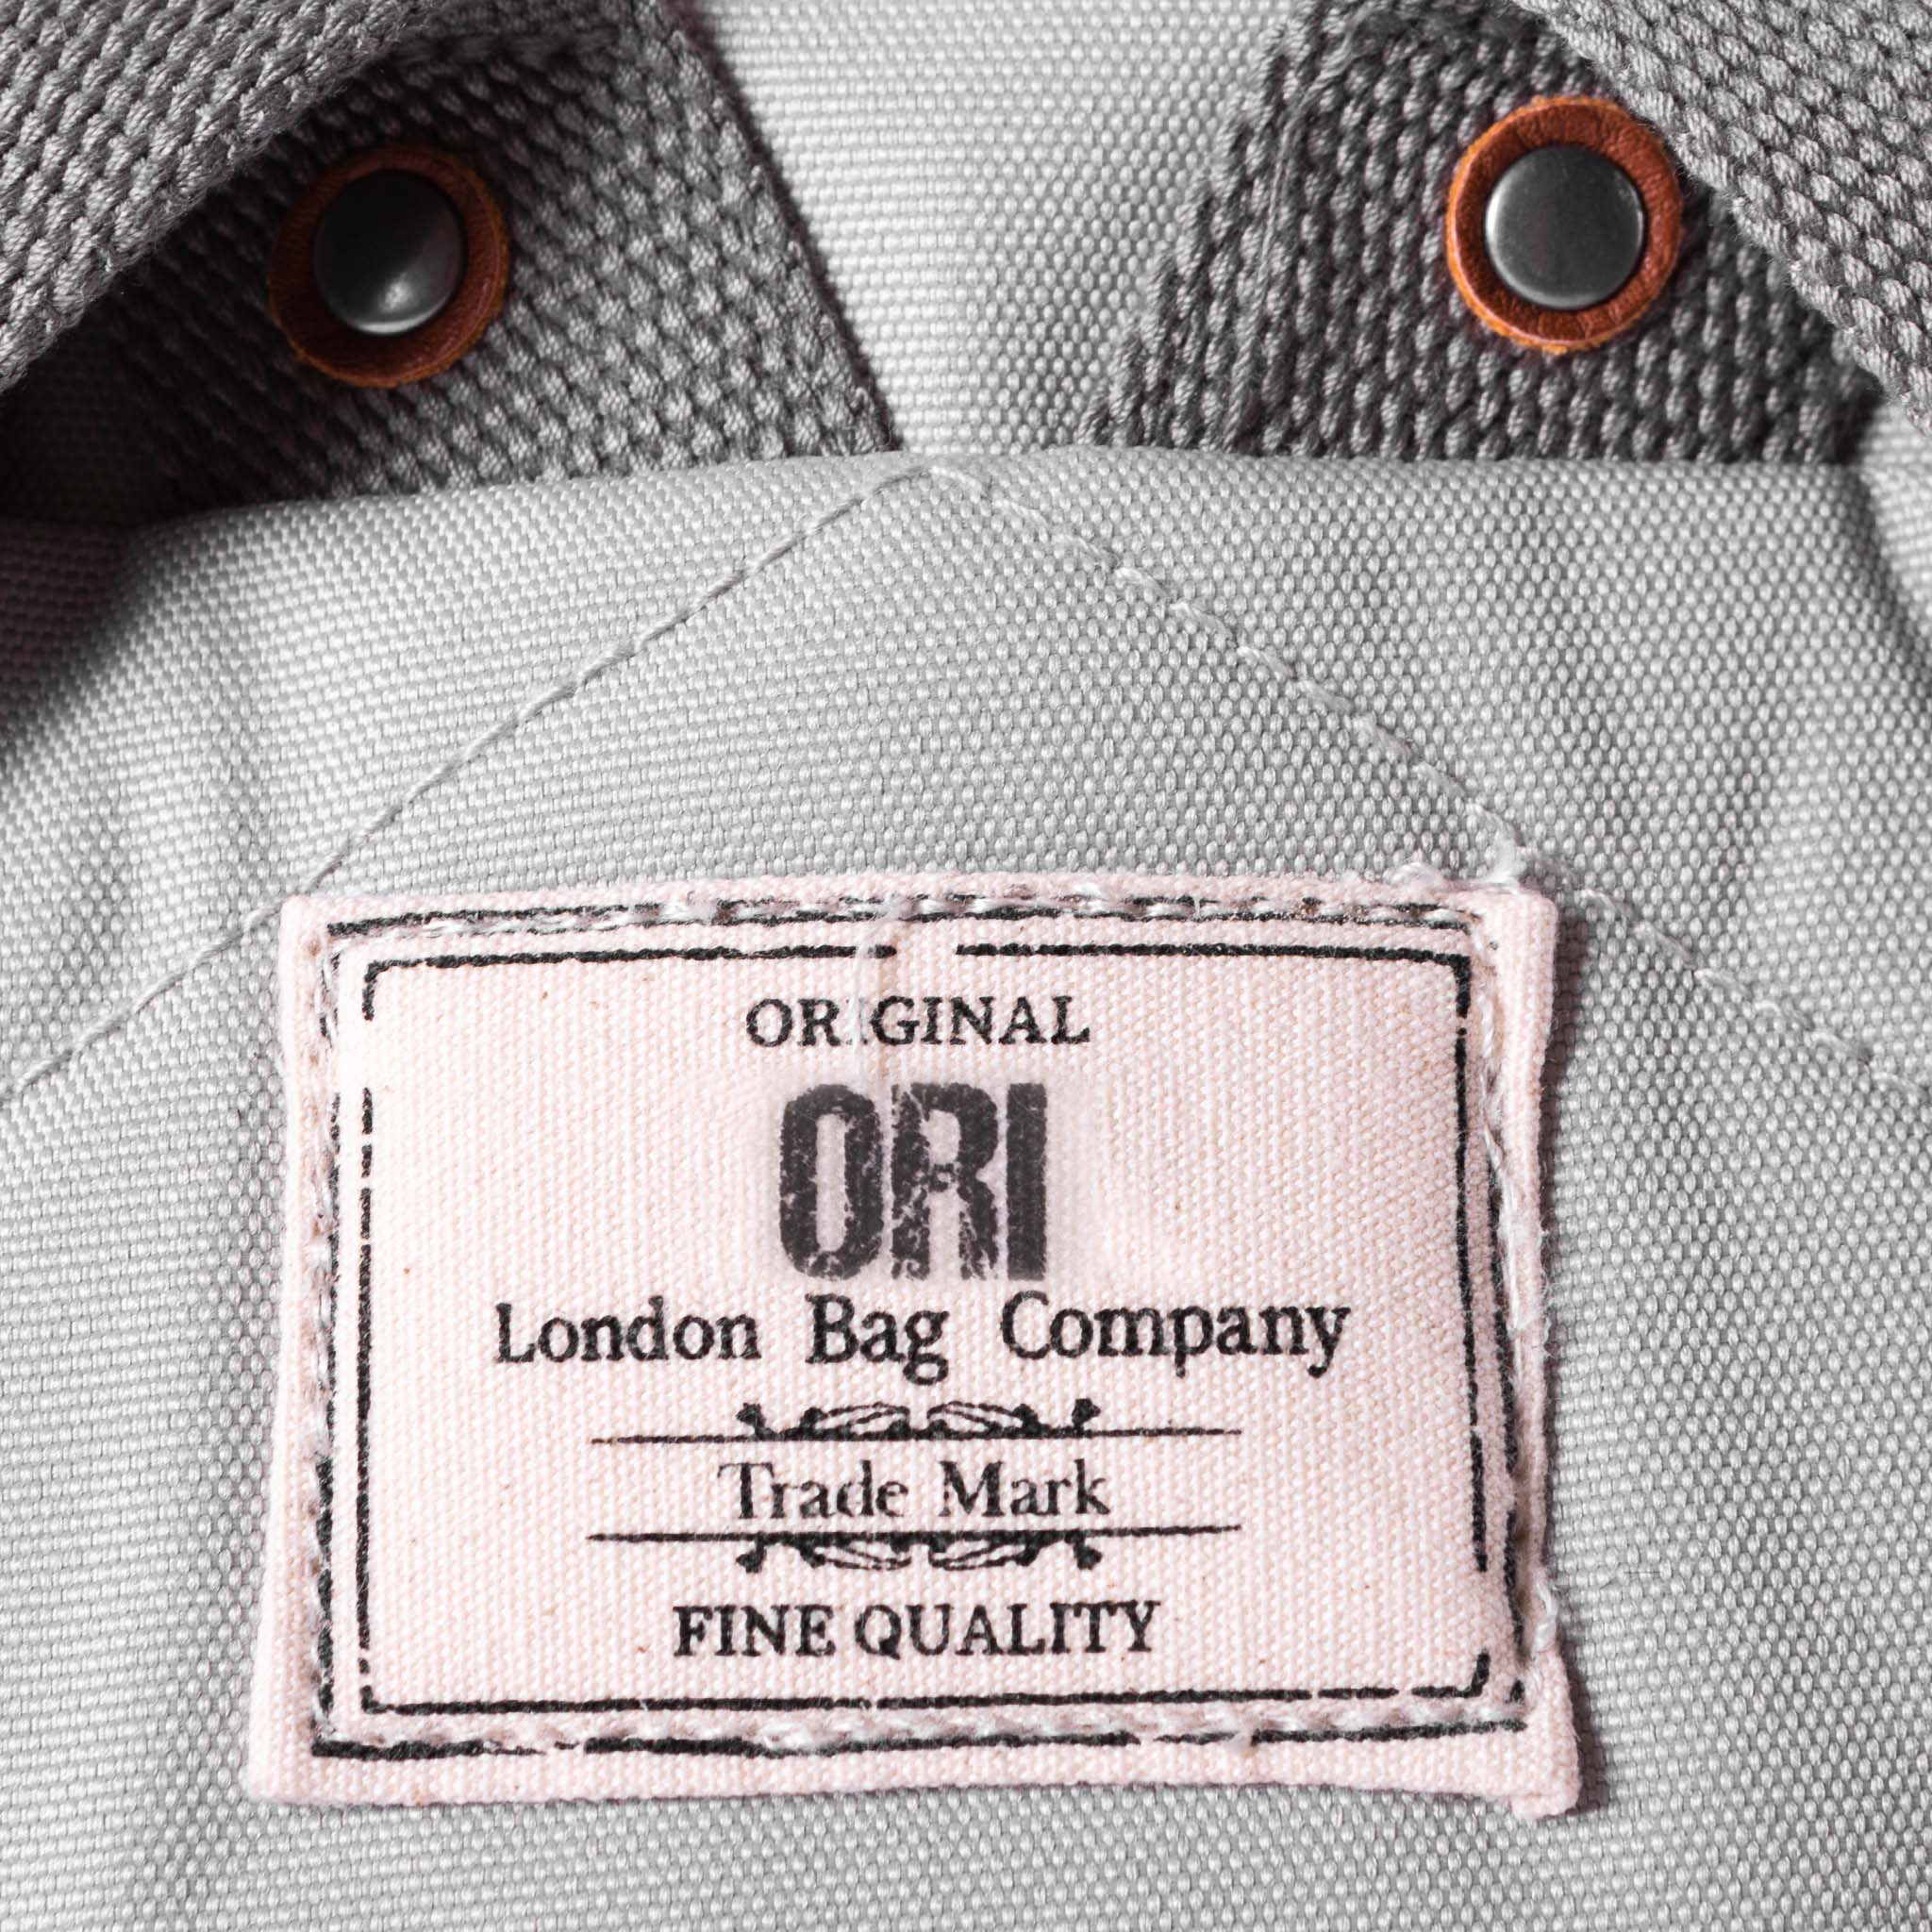 ORIGINAL
ORI
London Bag Company
Trade Mark
FINE QUALITY